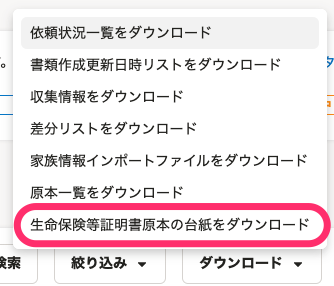 依頼状況一覧をダウンロード
書類作成更新日時リストをダウンロード
収集情報をダウンロード
差分リストをダウンロード
家族情報インポートファイルをダウンロード
原本一覧をダウンロード
生命保険等証明書原本の台紙をダウンロード
検索 絞り込み ダウンロード